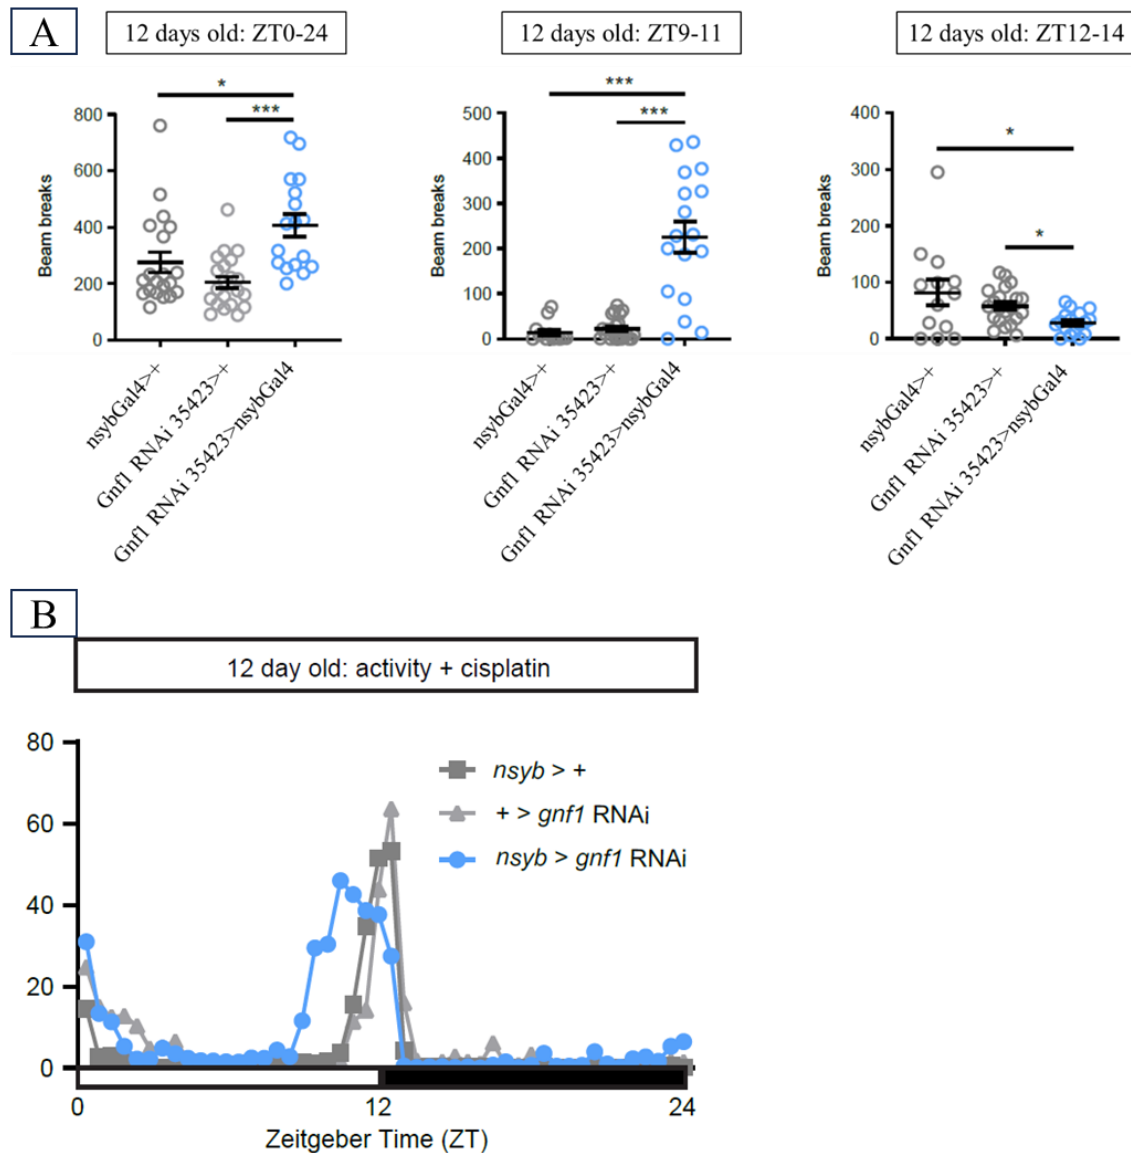 A
12 days old: ZT0-24
12 days old: ZT9-11
12 days old: ZT12-14
Beam breaks
800
600
400
200
0
*
***
nsybGal4>+
Gnf1 RNAi 35423>+
Gnf1 RNAi 35423>nsybGal4
Beam breaks
500
400
300
200
100
0
***
***
nsybGal4>+
Gnf1 RNAi 35423>+
Gnf1 RNAi 35423>nsybGal4
Beam breaks
400
300
200
100
0
*
*
nsybGal4>+
Gnf1 RNAi 35423>+
Gnf1 RNAi 35423>nsybGal4
B
12 day old: activity + cisplatin
80
60
40
20
0
nsyb > +
+ > gnf1 RNAi
nsyb > gnf1 RNAi
0 12 24
Zeitgeber Time (ZT)